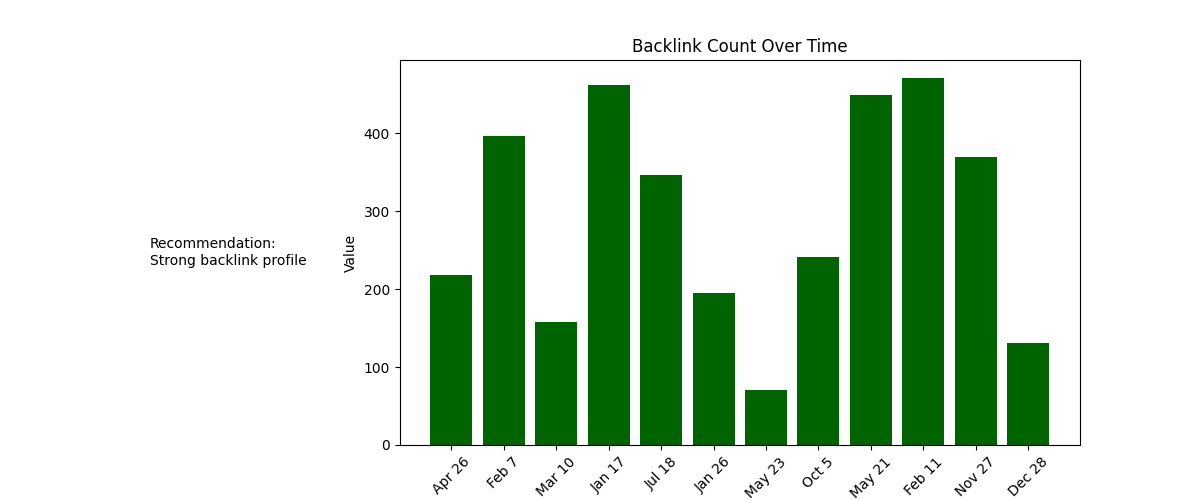 Backlink Count Over Time
Recommendation:
Strong backlink profile
Value
400
300
200
100
0
Apr 26
Feb 7
Mar 10
Jan 17
Jul 18
Jan 26
May 23
Oct 5
May 21
Feb 11
Nov 27
Dec 28